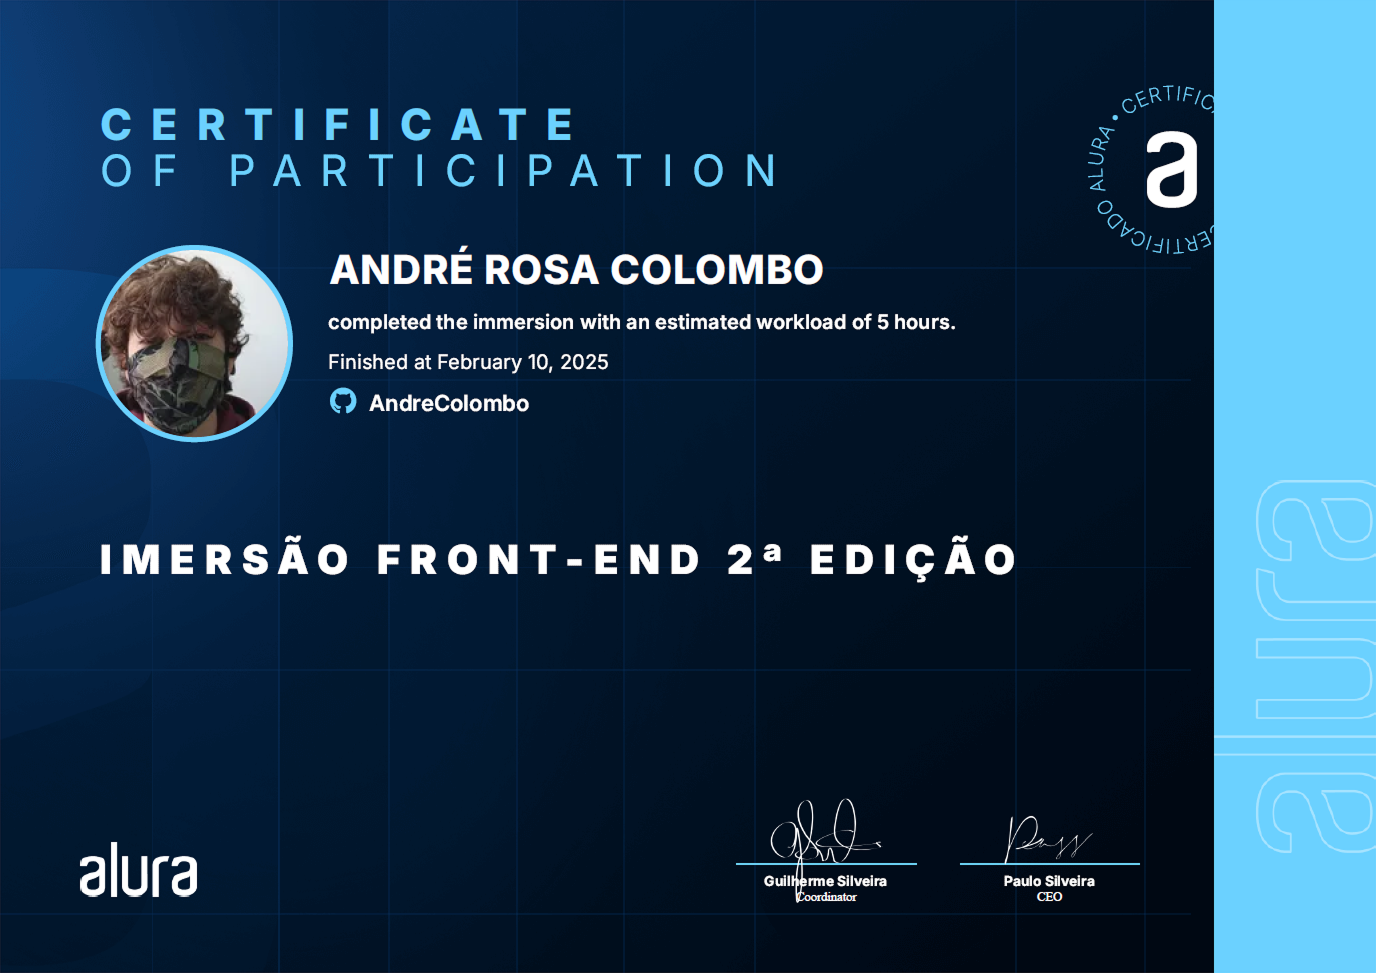 CERTIFICATE
OF PARTICIPATION
CERTIFICADO ALURA • CERTIFIC
a
ANDRÉ ROSA COLOMBO
completed the immersion with an estimated workload of 5 hours.
Finished at February 10, 2025
AndreColombo
IMERSÃO FRONT-END 2ª EDIÇÃO
alura
Guilherme Silveira
Coordinator
Paulo Silveira
CEO
alura